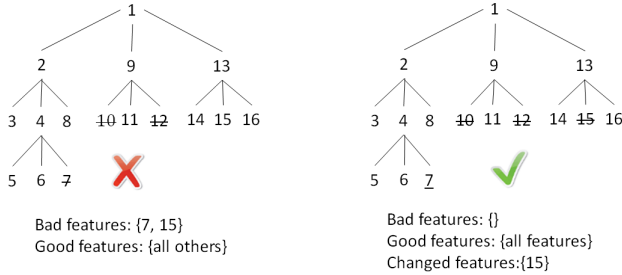 1 1
2 9 13 2 9 13
3 4 8 10 11 12 14 15 16 3 4 8 10 11 12 14 15 16
5 6 7 5 6 7
Bad features: {7, 15}
Good features: {all others}
Bad features: {}
Good features: {all features}
Changed features:{15}